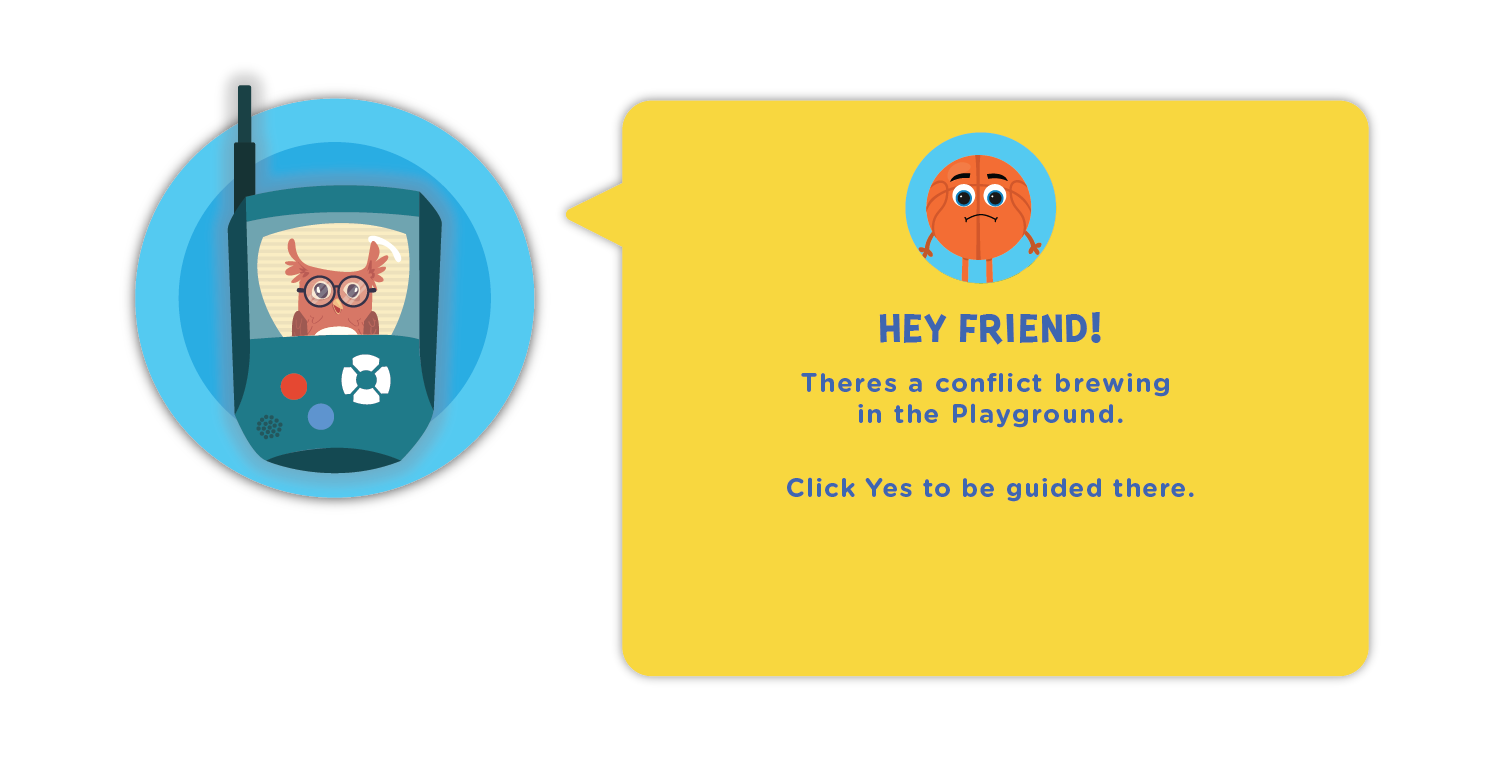 HEY FRIEND!
Theres a conflict brewing
in the Playground.
Click Yes to be guided there.